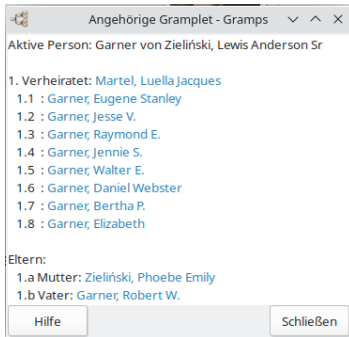 Angehörige Gramplet - Gramps
Aktive Person: Garner von Zieliński, Lewis Anderson Sr
1. Verheiratet: Martel, Luella Jacques
1.1 : Garner, Eugene Stanley
1.2 : Garner, Jesse V.
1.3 : Garner, Raymond E.
1.4 : Garner, Jennie S.
1.5 : Garner, Walter E.
1.6 : Garner, Daniel Webster
1.7 : Garner, Bertha P.
1.8 : Garner, Elizabeth
Eltern:
1.a Mutter: Zieliński, Phoebe Emily
1.b Vater: Garner, Robert W.
Hilfe Schließen